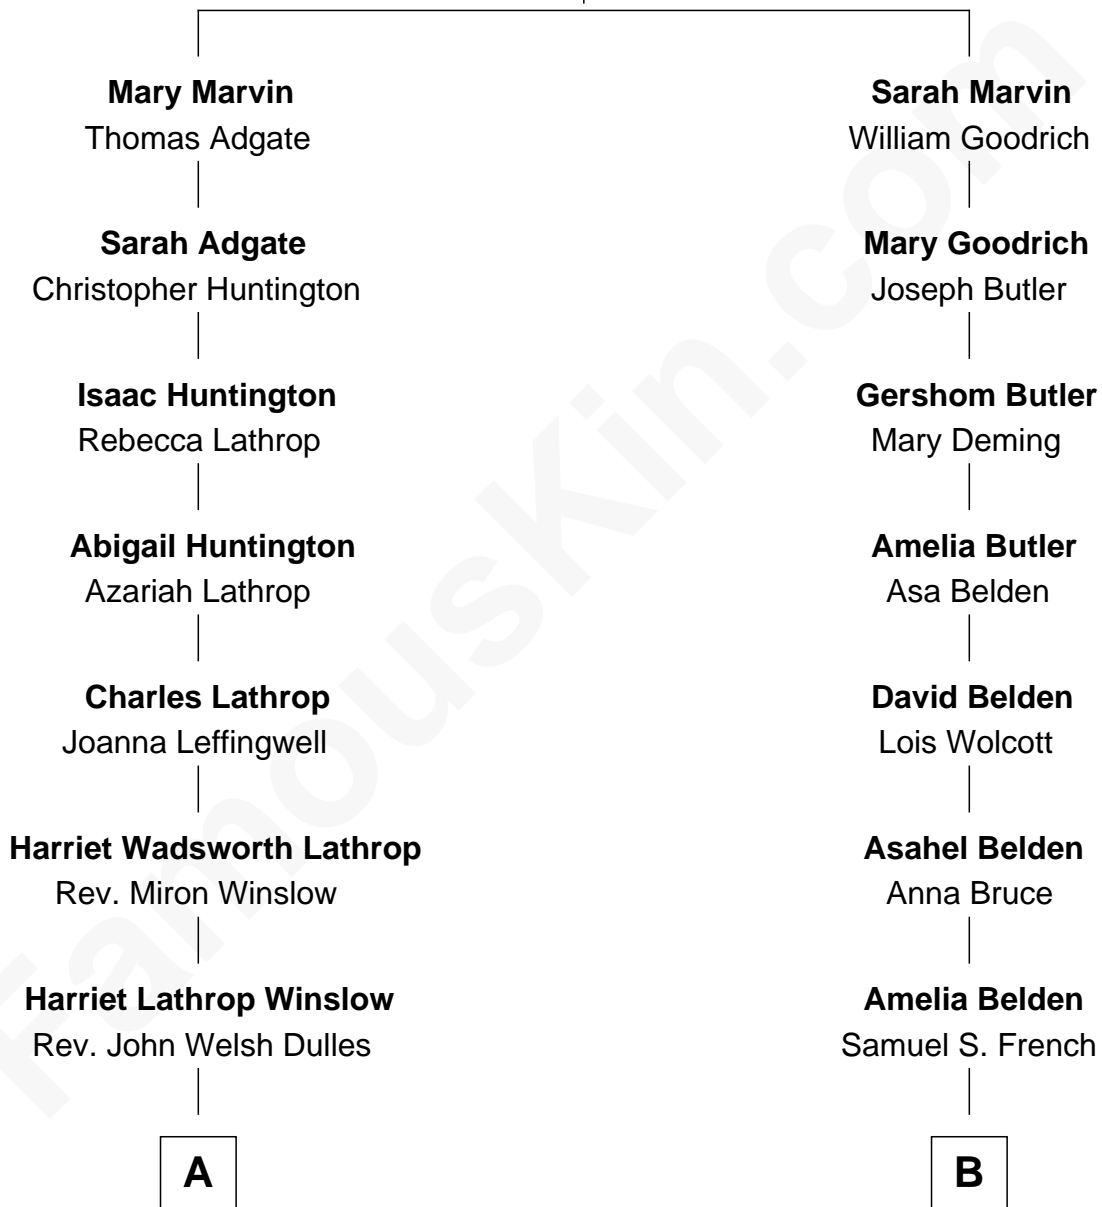 Mary Marvin
Thomas Adgate
Sarah Adgate
Christopher Huntington
Isaac Huntington
Rebecca Lathrop
Abigail Huntington
Azariah Lathrop
Charles Lathrop
Joanna Leffingwell
Harriet Wadsworth Lathrop
Rev. Miron Winslow
Harriet Lathrop Winslow
Rev. John Welsh Dulles
A
Sarah Marvin
William Goodrich
Mary Goodrich
Joseph Butler
Gershom Butler
Mary Deming
Amelia Butler
Asa Belden
David Belden
Lois Wolcott
Asahel Belden
Anna Bruce
Amelia Belden
Samuel S. French
B
FamousKin.com